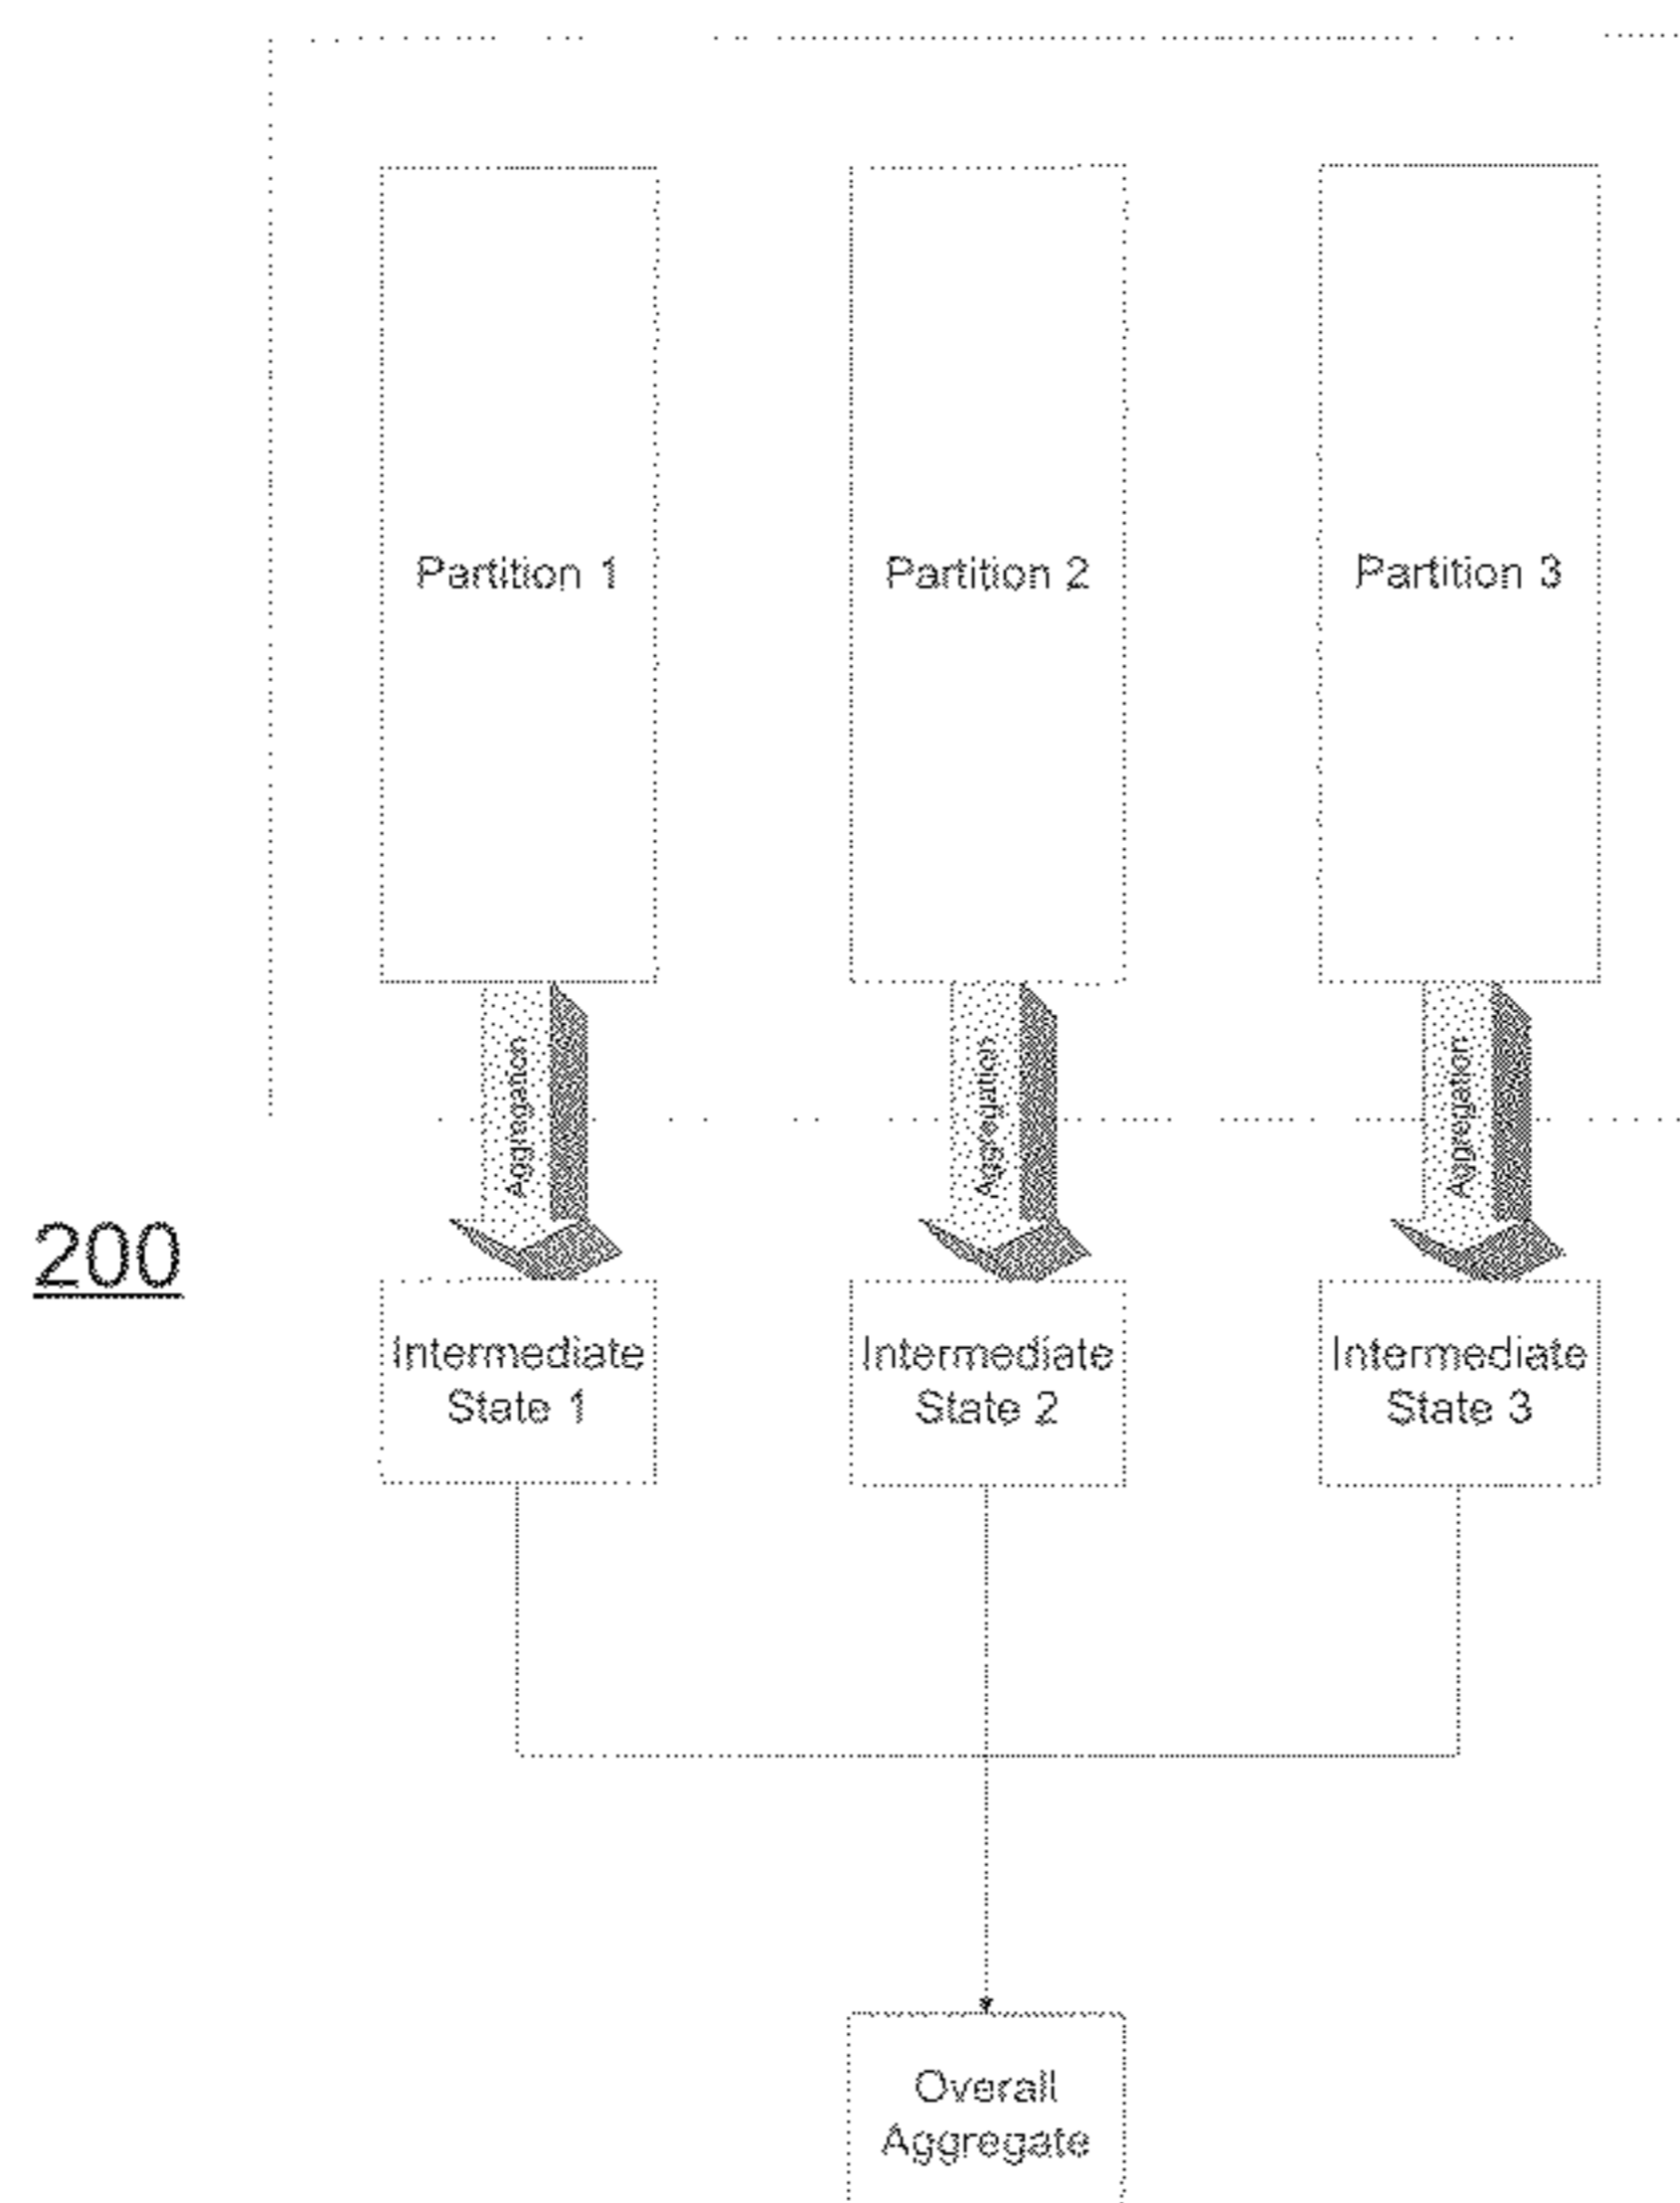 Partition 1
Partition 2
Partition 3
Aggregation
Aggregation
Aggregation
200
Intermediate
State 1
Intermediate
State 2
Intermediate
State 3
Overall
Aggregate